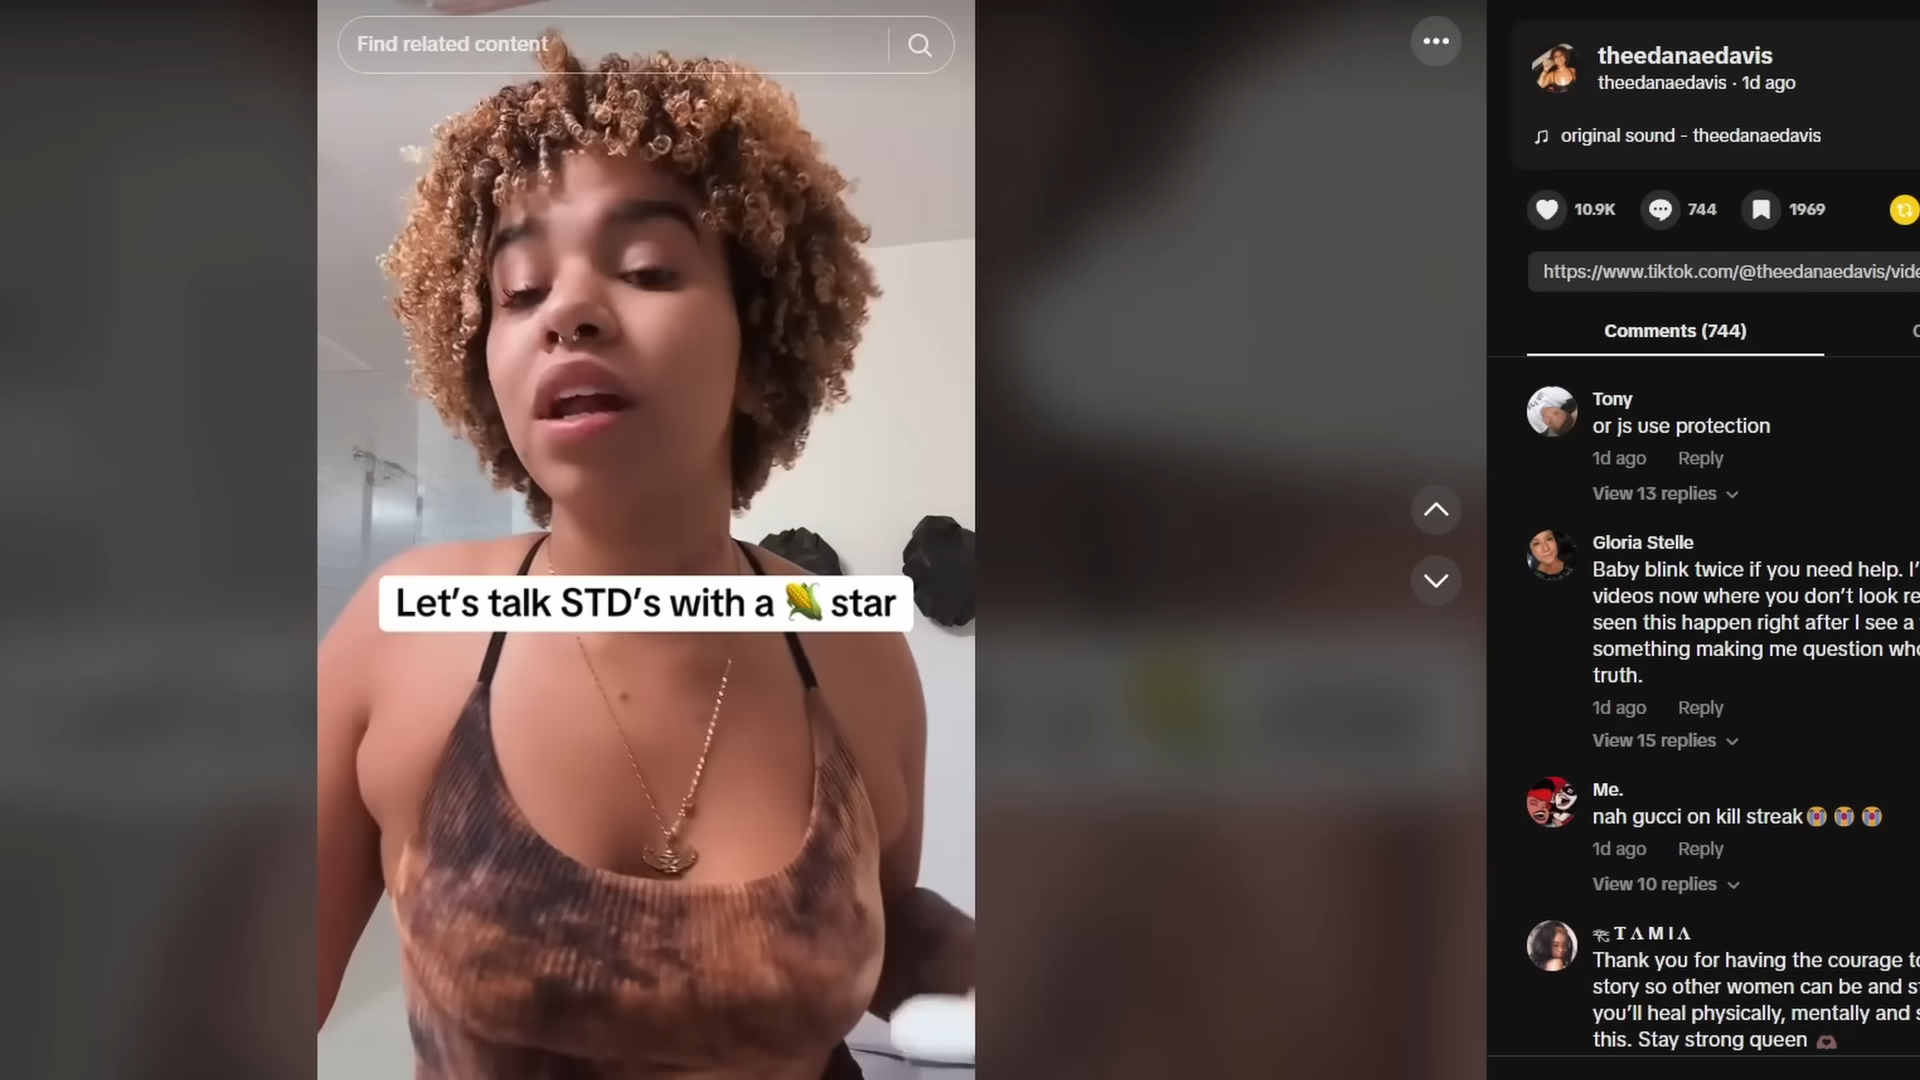 Find related content
Let's talk STD's with a 🌽 star
theedanaedavis
theedanaedavis · 1d ago
original sound - theedanaedavis
10.9K
744
1969
https://www.tiktok.com/@theedanaedavis/vide
Comments (744)
Tony
or js use protection
1d ago Reply
View 13 replies
Gloria Stelle
Baby blink twice if you need help. I'
videos now where you don't look re
seen this happen right after I see a
something making me question who
truth.
1d ago Reply
View 15 replies
Me.
nah gucci on kill streak😭😭😭
1d ago Reply
View 10 replies
TΛMIΛ
Thank you for having the courage to
story so other women can be and s
you'll heal physically, mentally and s
this. Stay strong queen 🫶🏿